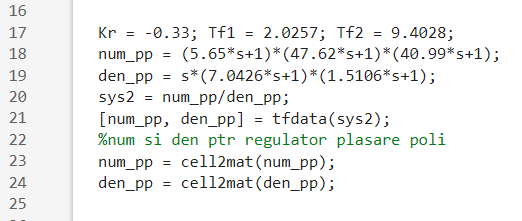 16
17 Kr = -0.33; Tf1 = 2.0257; Tf2 = 9.4028;
18 num_pp = (5.65*s+1)*(47.62*s+1)*(40.99*s+1);
19 den_pp = s*(7.0426*s+1)*(1.5106*s+1);
20 sys2 = num_pp/den_pp;
21 [num_pp, den_pp] = tfdata(sys2);
22 %num si den ptr regulator plasare poli
23 num_pp = cell2mat(num_pp);
24 den_pp = cell2mat(den_pp);
25